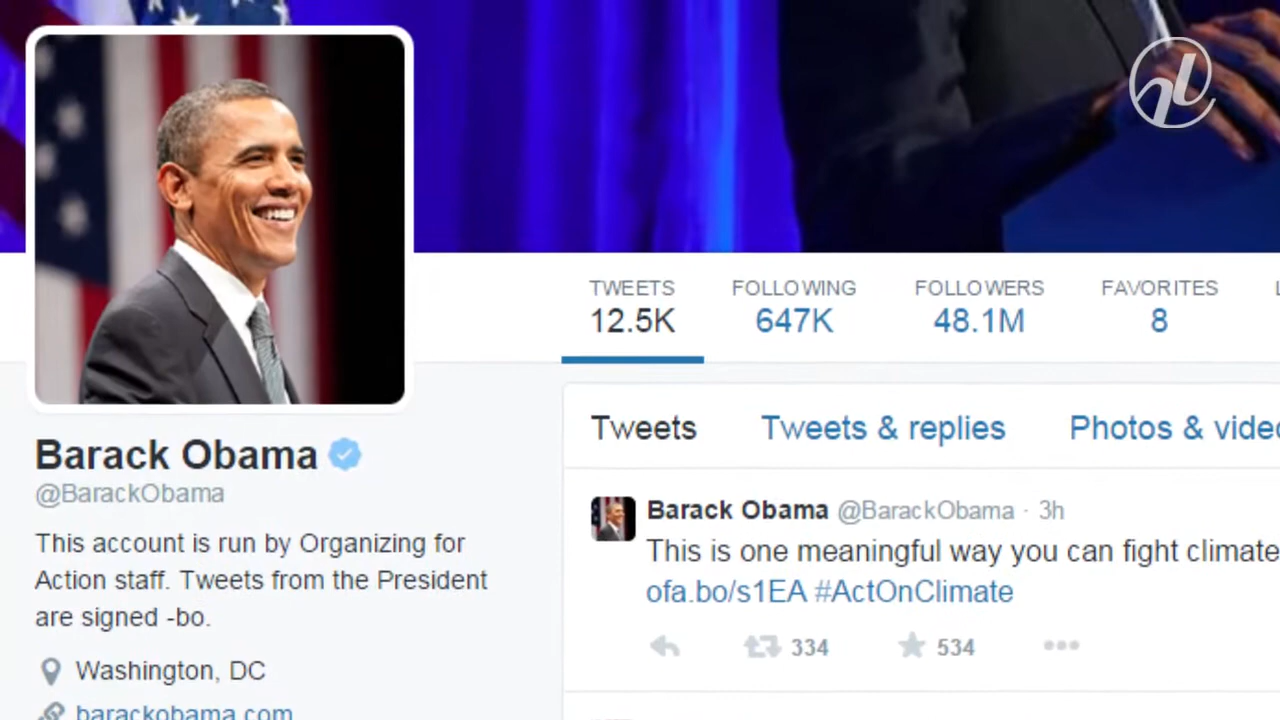 TWEETS FOLLOWING FOLLOWERS FAVORITES
12.5K 647K 48.1M 8
Tweets Tweets & replies Photos & video
Barack Obama
@BarackObama
This account is run by Organizing for
Action staff. Tweets from the President
are signed -bo.
Washington, DC
barackobama.com
Barack Obama @BarackObama · 3h
This is one meaningful way you can fight climate
ofa.bo/s1EA #ActOnClimate
334 534